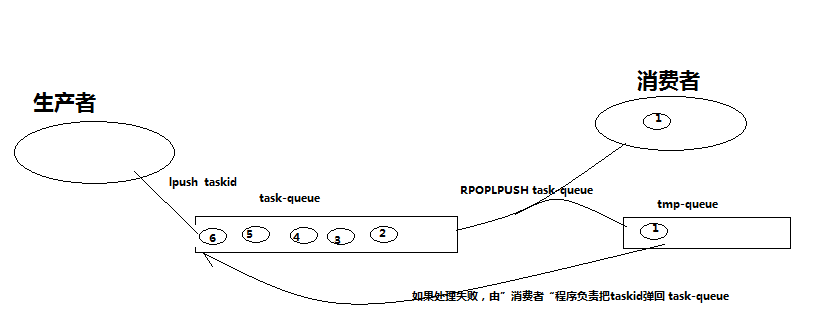 消费者
1
生产者
lpush taskid
RPOPLPUSH task-queue
task-queue
tmp-queue
6 5 4 3 2
1
如果处理失败，由”消费者“程序负责把taskid弹回 task-queue